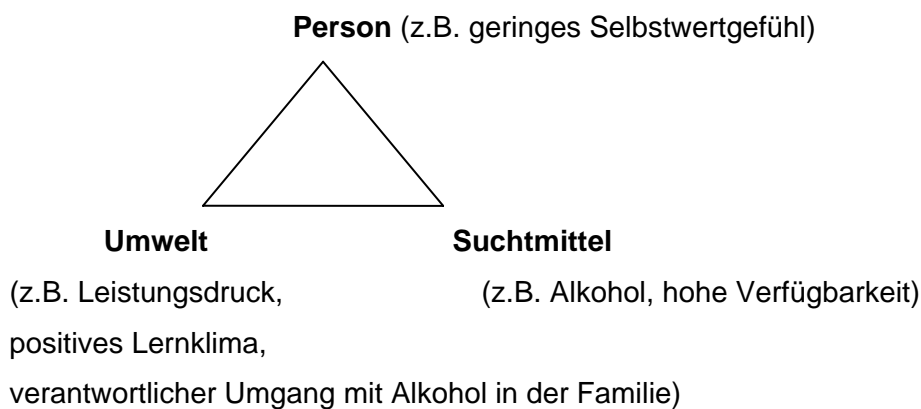 Person (z.B. geringes Selbstwertgefühl)
Umwelt Suchtmittel
(z.B. Leistungsdruck, (z.B. Alkohol, hohe Verfügbarkeit)
positives Lernklima,
verantwortlicher Umgang mit Alkohol in der Familie)